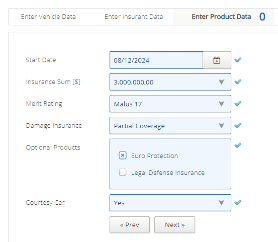 Enter Vehicle Data Enter Insurant Data Enter Product Data 0
Start Date 08/12/2024
Insurance Sum [$] 3.000.000,00
Merit Rating Malus 17
Damage Insurance Partial Coverage
Optional Products
Euro Protection
Legal Defense Insurance
Courtesy Car Yes
« Prev Next »